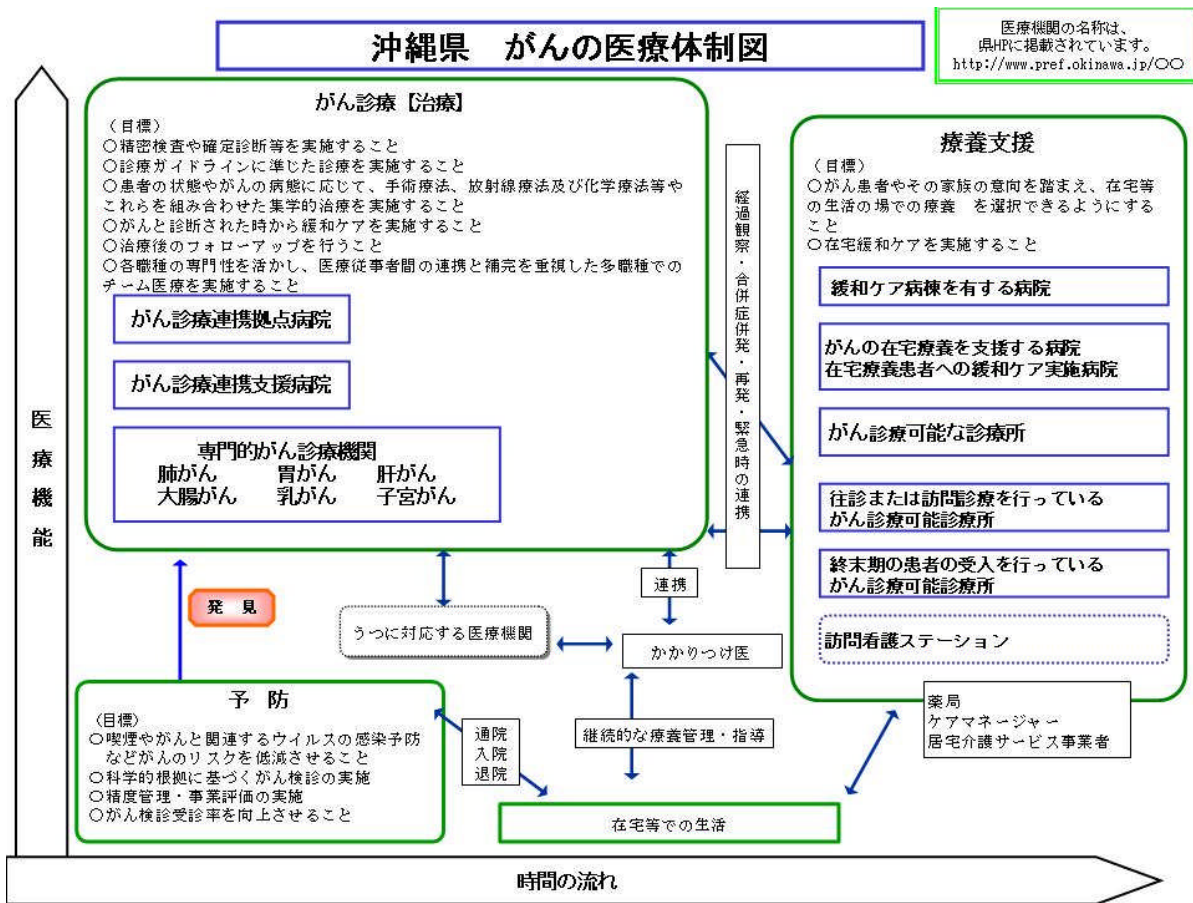 沖縄県　がんの医療体制図
医療機関の名称は、
県HPに掲載されています。
http://www.pref.okinawa.jp/〇〇
医療機能
がん診療【治療】
（目標）
○精密検査や確定診断等を実施すること
○診療ガイドラインに準じた診療を実施すること
○患者の状態やがんの病態に応じて、手術療法、放射線療法及び化学療法等や
これらを組み合わせた集学的治療を実施すること
○がんと診断された時から緩和ケアを実施すること
○治療後のフォローアップを行うこと
○各職種の専門性を活かし、医療従事者間の連携と補完を重視した多職種での
チーム医療を実施すること
がん診療連携拠点病院
がん診療連携支援病院
専門的がん診療機関
肺がん　胃がん　肝がん
大腸がん　乳がん　子宮がん
経過観察・合併症併発・再発・緊急時の連携
療養支援
（目標）
○がん患者やその家族の意向を踏まえ、在宅等
の生活の場での療養　を選択できるようにする
こと
○在宅緩和ケアを実施すること
緩和ケア病棟を有する病院
がんの在宅療養を支援する病院
在宅療養患者への緩和ケア実施病院
がん診療可能な診療所
往診または訪問診療を行っている
がん診療可能診療所
終末期の患者の受入を行っている
がん診療可能診療所
訪問看護ステーション
発　見
連携
うつに対応する医療機関
かかりつけ医
予　防
（目標）
○喫煙やがんと関連するウイルスの感染予防
などがんのリスクを低減させること
○科学的根拠に基づくがん検診の実施
○精度管理・事業評価の実施
○がん検診受診率を向上させること
通院
入院
退院
継続的な療養管理・指導
薬局
ケアマネージャー
居宅介護サービス事業者
在宅等での生活
時間の流れ